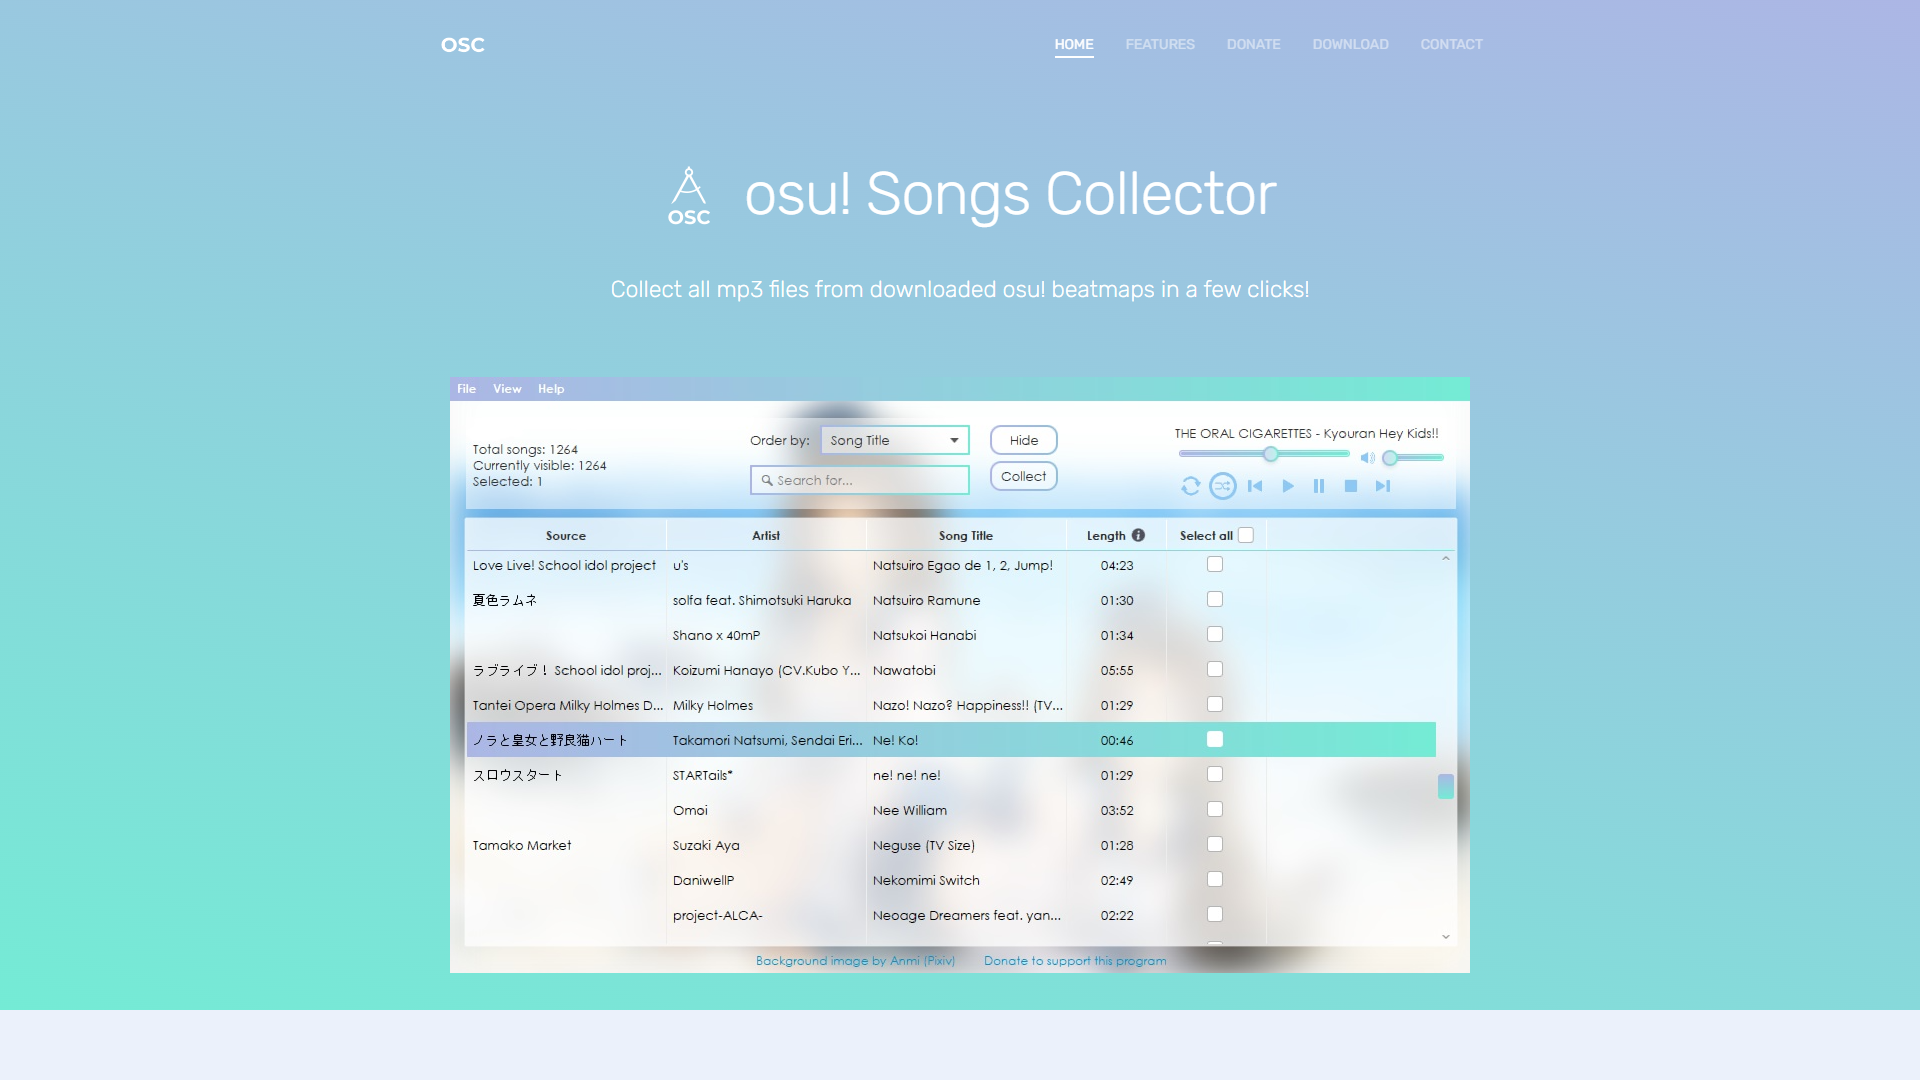 OSC
HOME FEATURES DONATE DOWNLOAD CONTACT
OSC
osu! Songs Collector
Collect all mp3 files from downloaded osu! beatmaps in a few clicks!
File View Help
Total songs: 1264
Currently visible: 1264
Selected: 1
Order by: Song Title
Search for...
Hide
Collect
THE ORAL CIGARETTES - Kyouran Hey Kids!!
Source Artist Song Title Length Select all
Love Live! School idol project u's Natsuiro Egao de 1, 2, Jump! 04:23
夏色ラムネ solfa feat. Shimotsuki Haruka Natsuiro Ramune 01:30
Shano x 40mP Natsukoi Hanabi 01:34
ラブライブ！ School idol proj... Koizumi Hanayo (CV.Kubo Y... Nawatobi 05:55
Tantei Opera Milky Holmes D... Milky Holmes Nazo! Nazo? Happiness!! (TV... 01:29
ノラと皇女と野良猫ハート Takamori Natsumi, Sendai Eri... Ne! Ko! 00:46
スロウスタート STARTails* ne! ne! ne! 01:29
Omoi Nee William 03:52
Tamako Market Suzaki Aya Neguse (TV Size) 01:28
DaniwellP Nekomimi Switch 02:49
project-ALCA- Neoage Dreamers feat. yan... 02:22
Background image by Anmi (Pixiv) Donate to support this program